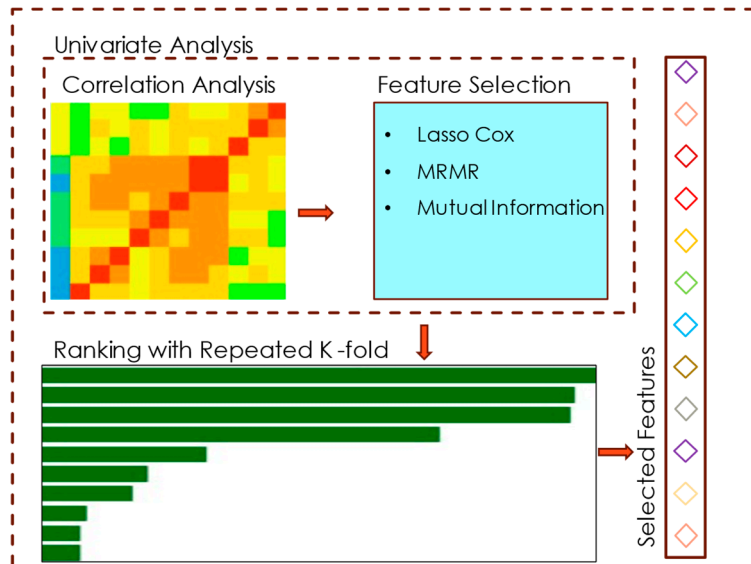 Univariate Analysis
Correlation Analysis
Feature Selection
• Lasso Cox
• MRMR
• Mutual Information
Ranking with Repeated K-fold
Selected Features